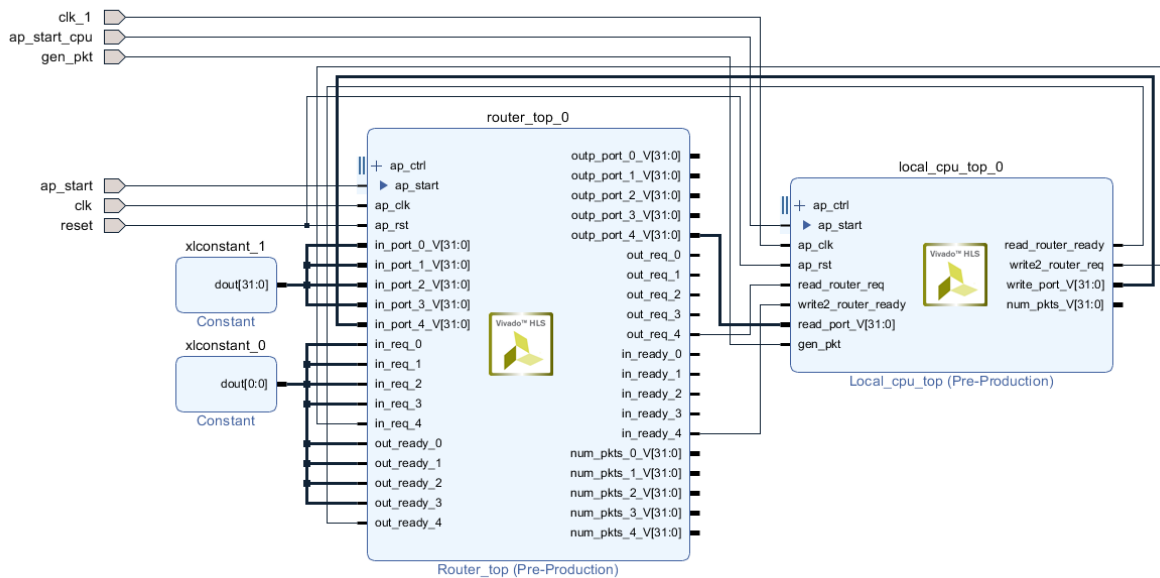 clk_1
ap_start_cpu
gen_pkt
ap_start
clk
reset
xlconstant_1
dout[31:0]
Constant
xlconstant_0
dout[0:0]
Constant
router_top_0
ap_ctrl
ap_start
ap_clk
ap_rst
in_port_0_V[31:0]
in_port_1_V[31:0]
in_port_2_V[31:0]
in_port_3_V[31:0]
in_port_4_V[31:0]
in_req_0
in_req_1
in_req_2
in_req_3
in_req_4
out_ready_0
out_ready_1
out_ready_2
out_ready_3
out_ready_4
Vivado™ HLS
outp_port_0_V[31:0]
outp_port_1_V[31:0]
outp_port_2_V[31:0]
outp_port_3_V[31:0]
outp_port_4_V[31:0]
out_req_0
out_req_1
out_req_2
out_req_3
out_req_4
in_ready_0
in_ready_1
in_ready_2
in_ready_3
in_ready_4
num_pkts_0_V[31:0]
num_pkts_1_V[31:0]
num_pkts_2_V[31:0]
num_pkts_3_V[31:0]
num_pkts_4_V[31:0]
Router_top (Pre-Production)
local_cpu_top_0
ap_ctrl
ap_start
ap_clk
ap_rst
read_router_req
write2_router_ready
read_port_V[31:0]
gen_pkt
Vivado™ HLS
read_router_ready
write2_router_req
write_port_V[31:0]
num_pkts_V[31:0]
Local_cpu_top (Pre-Production)